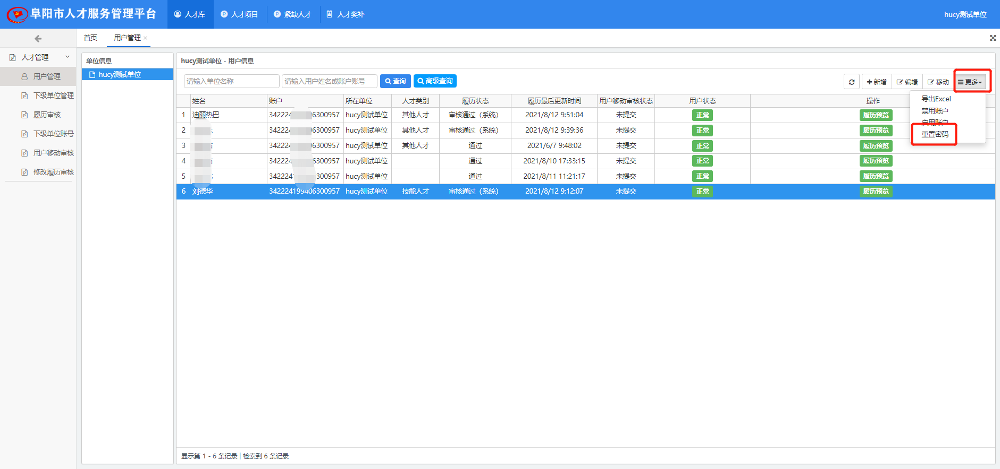 阜阳市人才服务管理平台
人才库
人才项目
紧缺人才
人才奖补
hucy测试单位
首页
用户管理
人才管理
用户管理
下级单位管理
履历审核
下级单位账号
用户移动审核
修改履历审核
单位信息
hucy测试单位
hucy测试单位 - 用户信息
请输入单位名称 请输入用户姓名或账户账号 查询 高级查询 新增 编辑 移动 更多
导出Excel
禁用账户
启用账户
重置密码
姓名 账户 所在单位 人才类别 履历状态 履历最后更新时间 用户移动审核状态 用户状态 操作
1 迪丽热巴 342224 06300957 hucy测试单位 其他人才 审核通过（系统） 2021/8/12 9:51:04 未提交 正常 履历预览
2 34222 6300957 hucy测试单位 其他人才 审核通过（系统） 2021/8/12 9:39:36 未提交 正常 履历预览
3 34222 6300957 hucy测试单位 其他人才 通过 2021/6/7 9:48:02 未提交 正常 履历预览
4 34222 6300957 hucy测试单位 通过 2021/8/10 17:33:15 未提交 正常 履历预览
5 342224 300957 hucy测试单位 通过 2021/8/11 11:21:17 未提交 正常 履历预览
6 刘德华 342224199406300957 hucy测试单位 技能人才 审核通过（系统） 2021/8/12 9:12:07 未提交 正常 履历预览
显示第 1 - 6 条记录 | 检索到 6 条记录